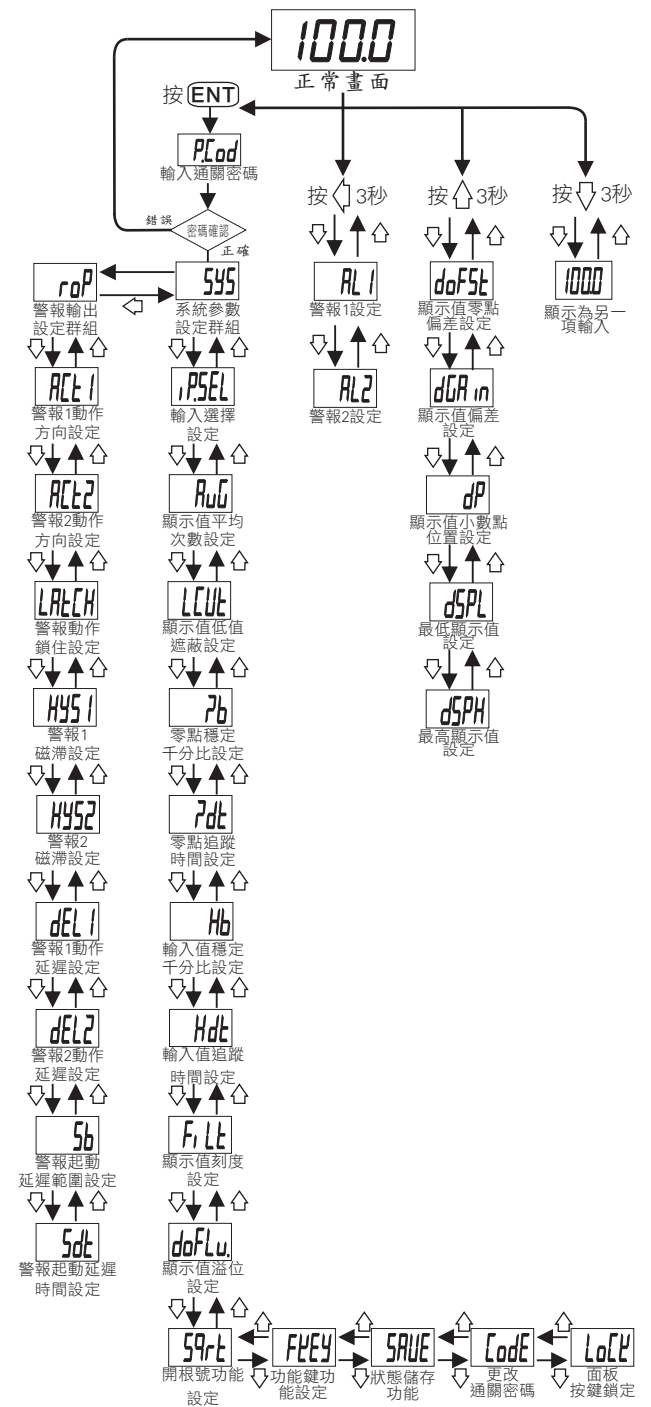 100.0
正常畫面
按 ENT
P.Cod
輸入通關密碼
錯誤
密碼確認
正確
按 3秒
按 3秒
按 3秒
roP
警報輸出
設定群組
ACt1
警報1動作
方向設定
ACt2
警報2動作
方向設定
LAtCH
警報動作
鎖住設定
HYS1
警報1
磁滯設定
HYS2
警報2
磁滯設定
dEL1
警報1動作
延遲設定
dEL2
警報2動作
延遲設定
Sb
警報起動
延遲範圍設定
Sdt
警報起動延遲
時間設定
SYS
系統參數
設定群組
iP.SEL
輸入選擇
設定
AvG
顯示值平均
次數設定
LCUt
顯示值低值
遮蔽設定
Zb
零點穩定
千分比設定
Zdt
零點追蹤
時間設定
Hb
輸入值穩定
千分比設定
Hdt
輸入值追蹤
時間設定
FiLt
顯示值刻度
設定
doFLu.
顯示值溢位
設定
Sqrt
開根號功能
設定
FKEY
功能鍵功
能設定
SAVE
狀態儲存
功能
CodE
更改
通關密碼
LoCK
面板
按鍵鎖定
AL1
警報1設定
AL2
警報2設定
doFSt
顯示值零點
偏差設定
dGAin
顯示值偏差
設定
dP
顯示值小數點
位置設定
dSPL
最低顯示值
設定
dSPH
最高顯示值
設定
100.0
顯示為另一
項輸入